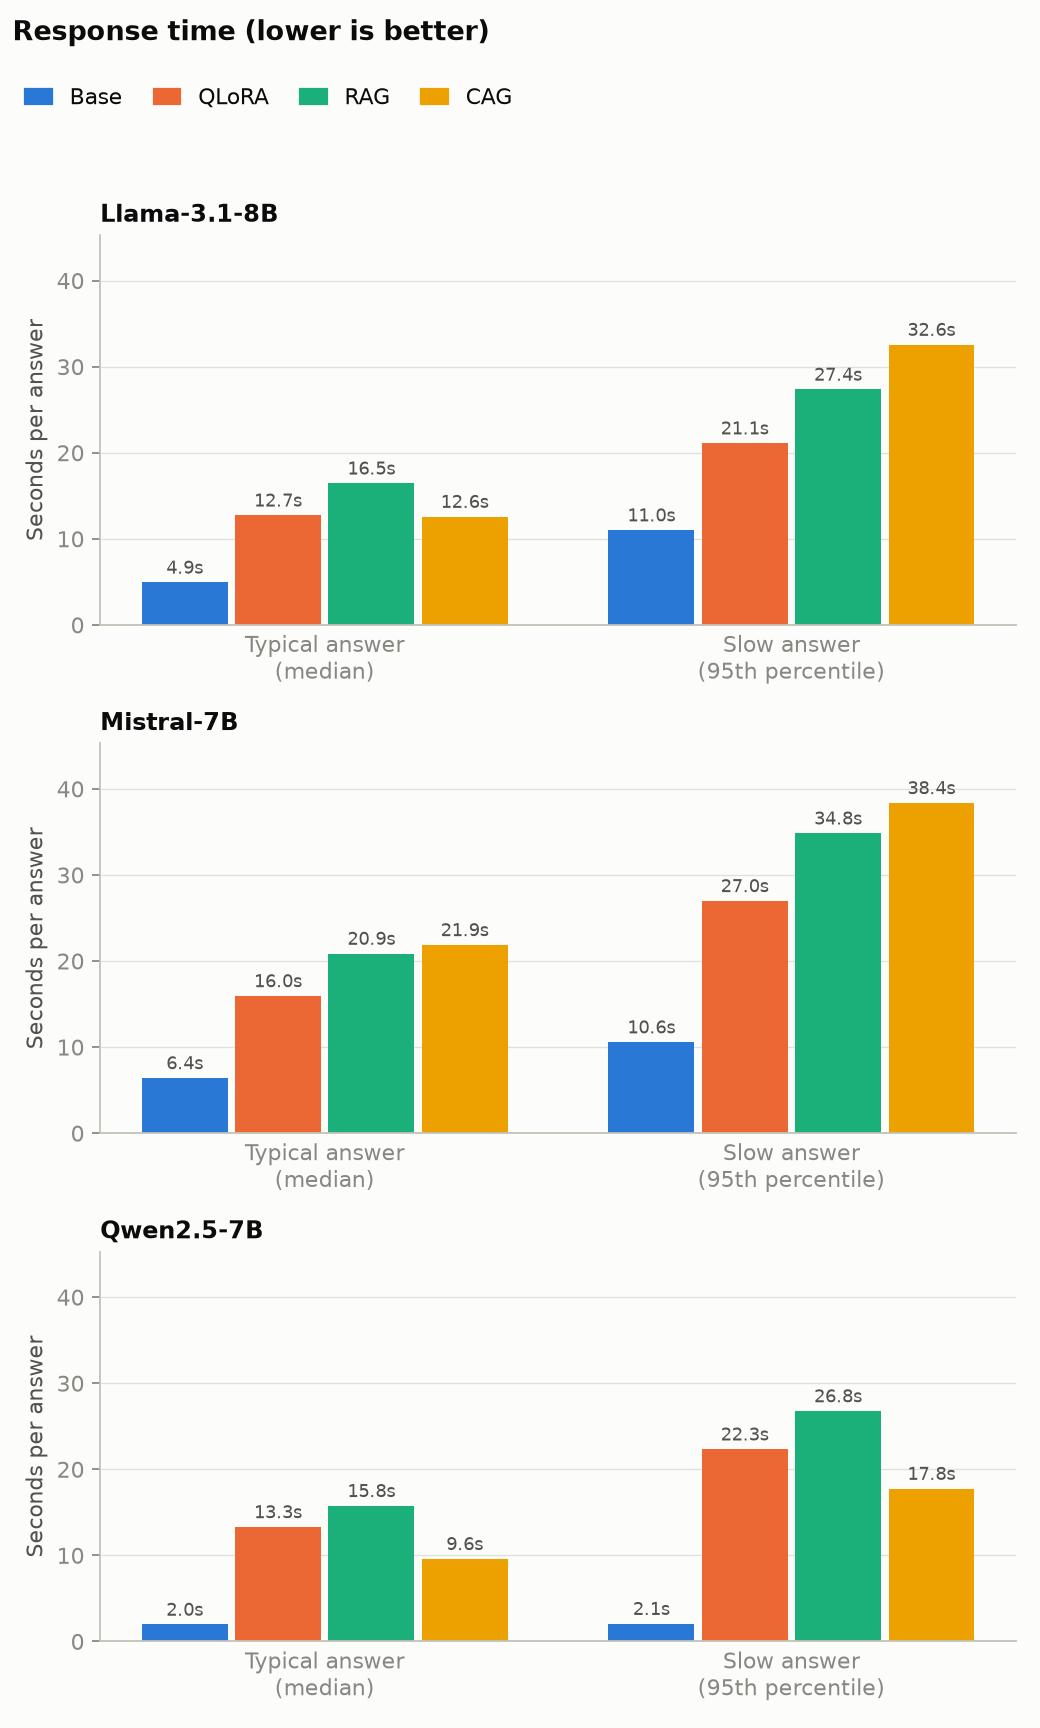 Response time (lower is better)
Base QLoRA RAG CAG
Llama-3.1-8B
Seconds per answer
40
30
20
10
0
4.9s
12.7s
16.5s
12.6s
11.0s
21.1s
27.4s
32.6s
Typical answer
(median)
Slow answer
(95th percentile)
Mistral-7B
Seconds per answer
40
30
20
10
0
6.4s
16.0s
20.9s
21.9s
10.6s
27.0s
34.8s
38.4s
Typical answer
(median)
Slow answer
(95th percentile)
Qwen2.5-7B
Seconds per answer
40
30
20
10
0
2.0s
13.3s
15.8s
9.6s
2.1s
22.3s
26.8s
17.8s
Typical answer
(median)
Slow answer
(95th percentile)